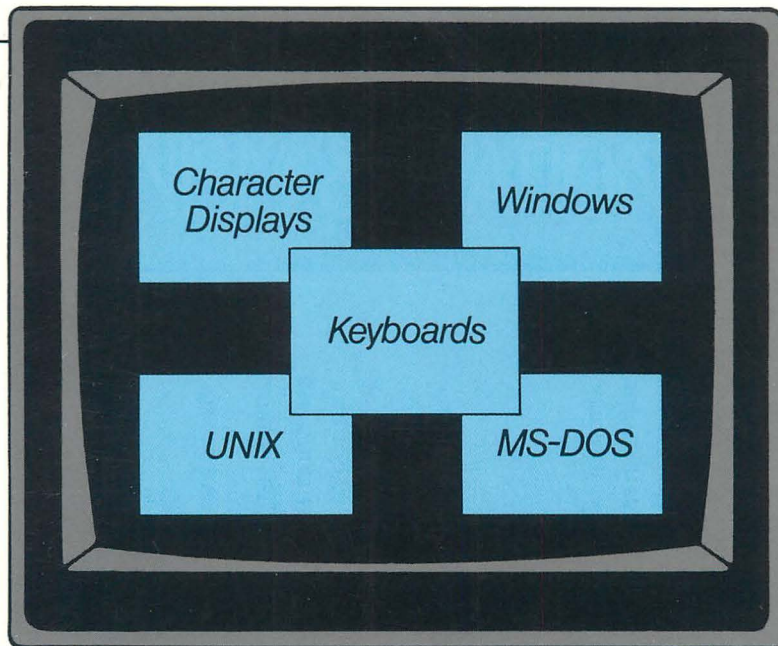 Character
Displays
Windows
Keyboards
UNIX
MS-DOS